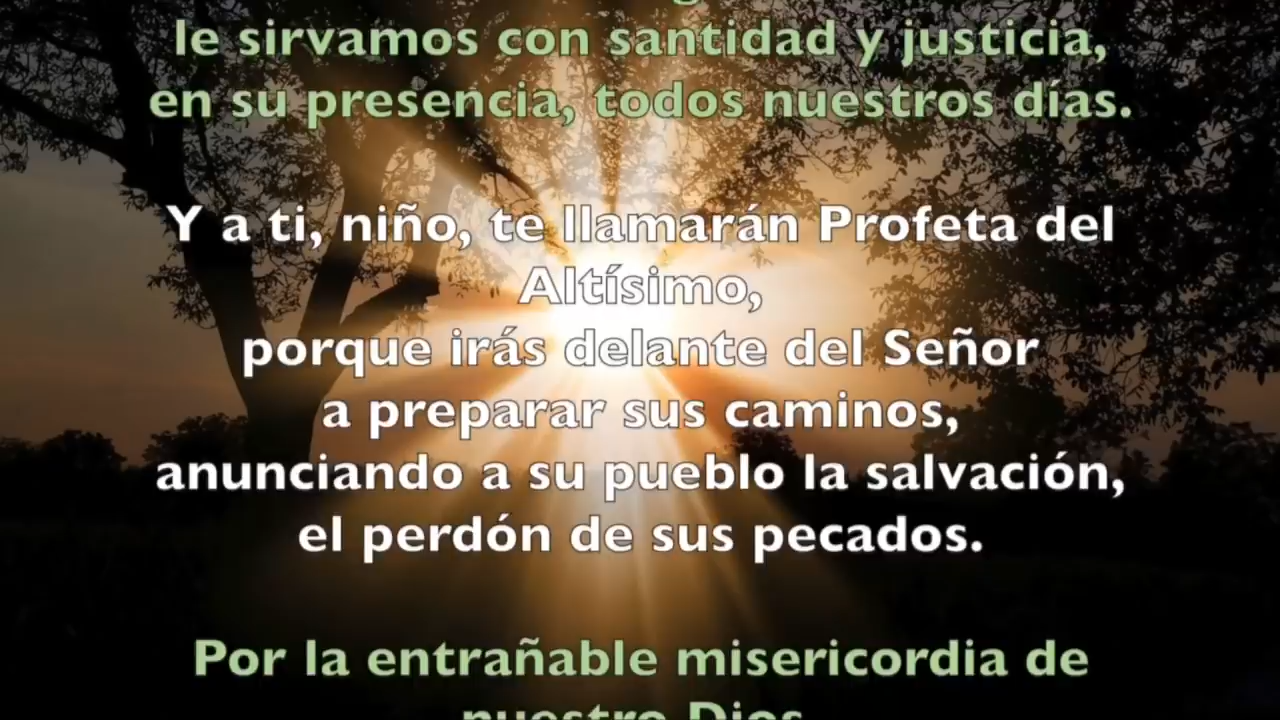 le sirvamos con santidad y justicia,
en su presencia, todos nuestros días.
Y a ti, niño, te llamarán Profeta del
Altísimo,
porque irás delante del Señor
a preparar sus caminos,
anunciando a su pueblo la salvación,
el perdón de sus pecados.
Por la entrañable misericordia de
nuestro Dios